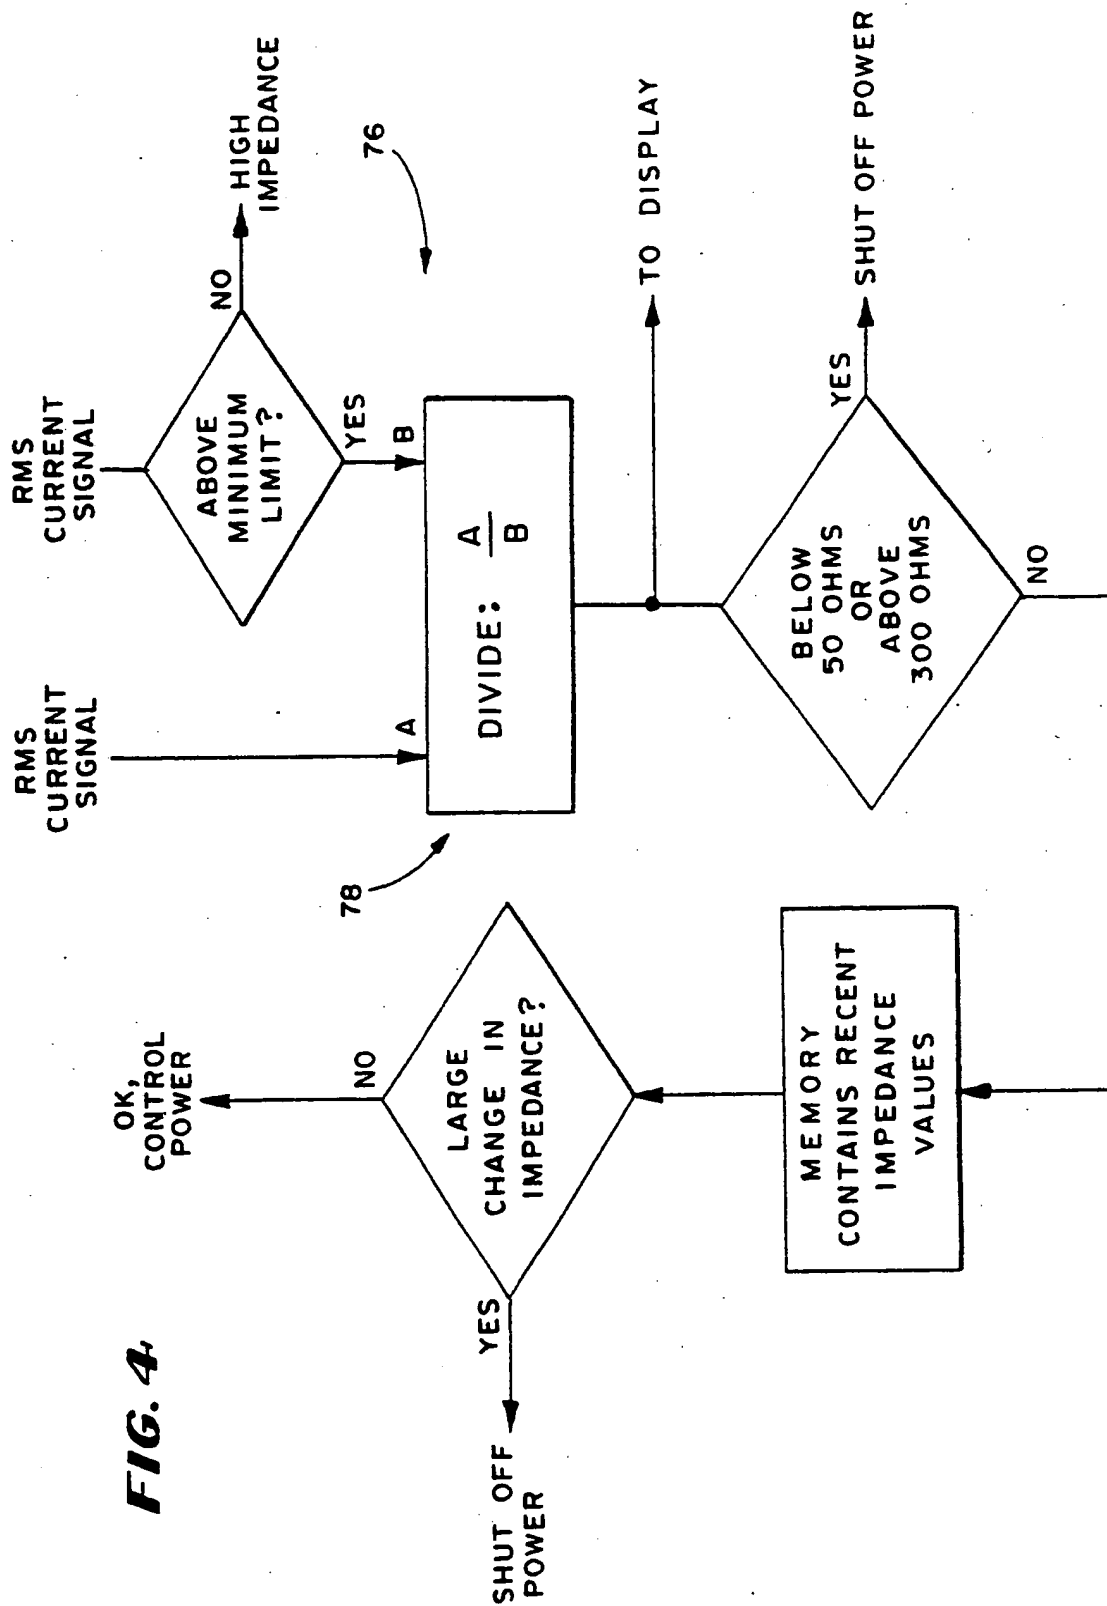 FIG. 4
RMS
CURRENT
SIGNAL
RMS
CURRENT
SIGNAL
ABOVE
MINIMUM
LIMIT?
NO
HIGH
IMPEDANCE
YES
A
B
76
78
DIVIDE: A
B
TO DISPLAY
BELOW
50 OHMS
OR
ABOVE
300 OHMS
YES
SHUT OFF POWER
NO
MEMORY
CONTAINS RECENT
IMPEDANCE
VALUES
LARGE
CHANGE IN
IMPEDANCE?
YES
SHUT OFF
POWER
NO
OK,
CONTROL
POWER